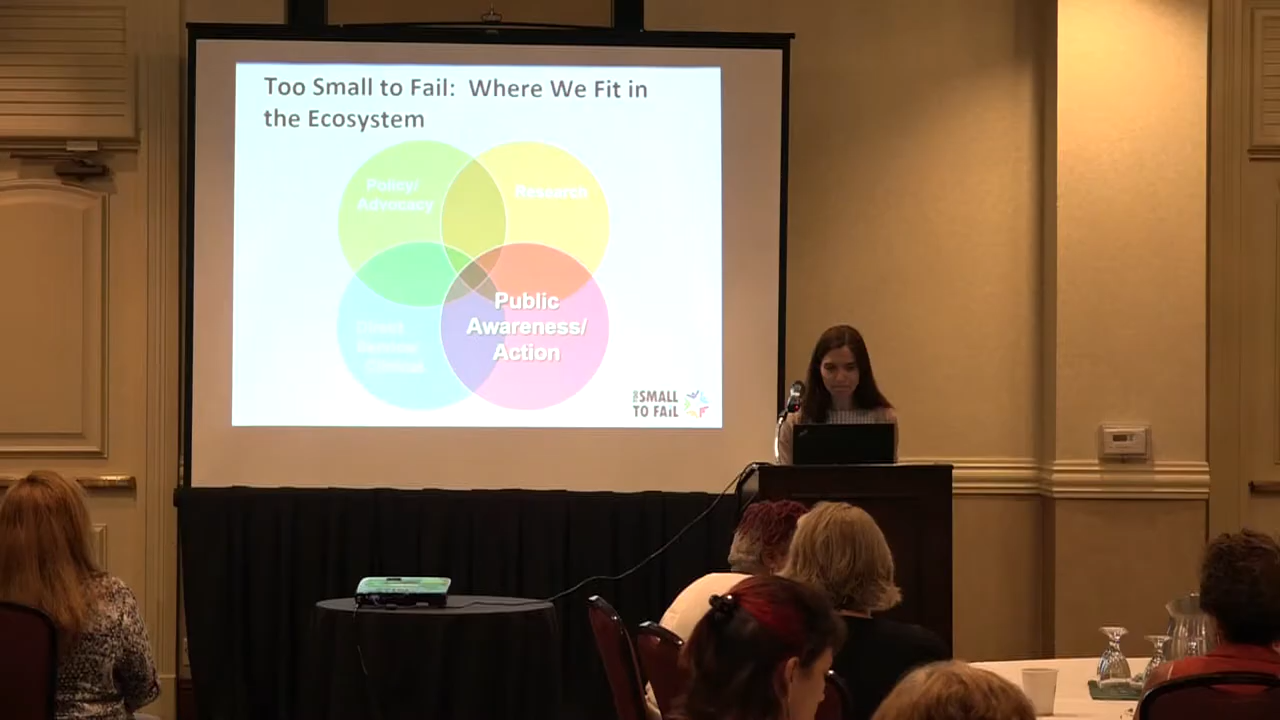 Too Small to Fail:  Where We Fit in
the Ecosystem
Policy/
Advocacy
Research
Public
Awareness/
Action
SMALL
TO FAiL